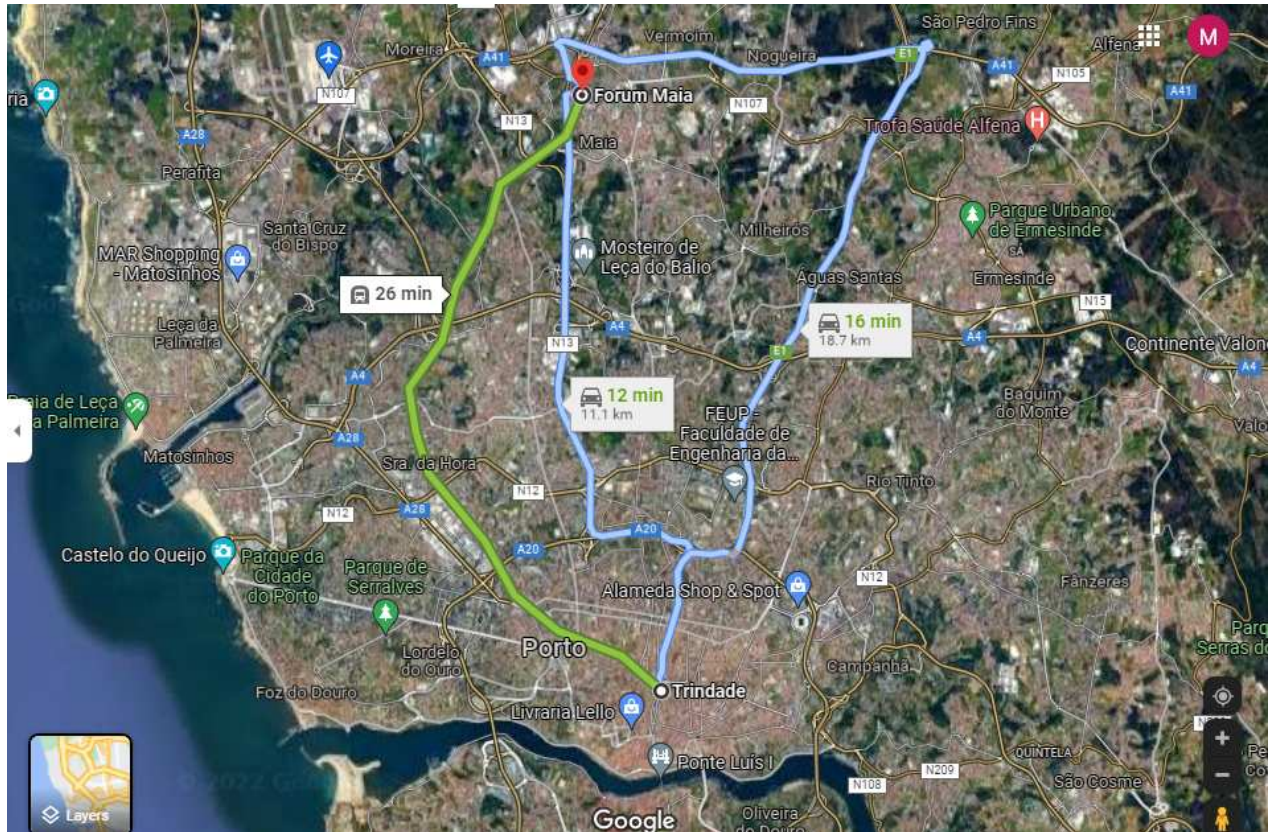 São Pedro Fins
Vermoim
Moreira
A41
Nogueira
E1
Alfena
M
A41
N105
N107
A41
Forum Maia
N107
N13
A28
Maia
Trofa Saúde Alfena
Perafita
Santa Cruz
do Bispo
MAR Shopping
- Matosinhos
Mosteiro de
Leça do Balio
Milheirós
Parque Urbano
de Ermesinde
SÁ
Águas Santas
Ermesinde
26 min
N15
Leça da
Palmeira
A4
16 min
18.7 km
N13
E1
A4
Continente Valon
A4
A4
12 min
11.1 km
Praia de Leça
a Palmeira
FEUP -
Faculdade de
Engenharia da...
Baguim
do Monte
Valo
A28
Matosinhos
Sra. da Hora
N12
Rio Tinto
N12
A28
A20
A20
Castelo do Queijo
Parque da
Cidade
do Porto
Parque de
Serralves
Alameda Shop & Spot
N12
Fânzeres
Porto
Lordelo
do Ouro
Campanhã
Parq
Serras do
Foz do Douro
Trindade
Livraria Lello
Ponte Luís I
QUINTELA
N209
N108
São Cosme
Layers
Google
Oliveira
do Douro